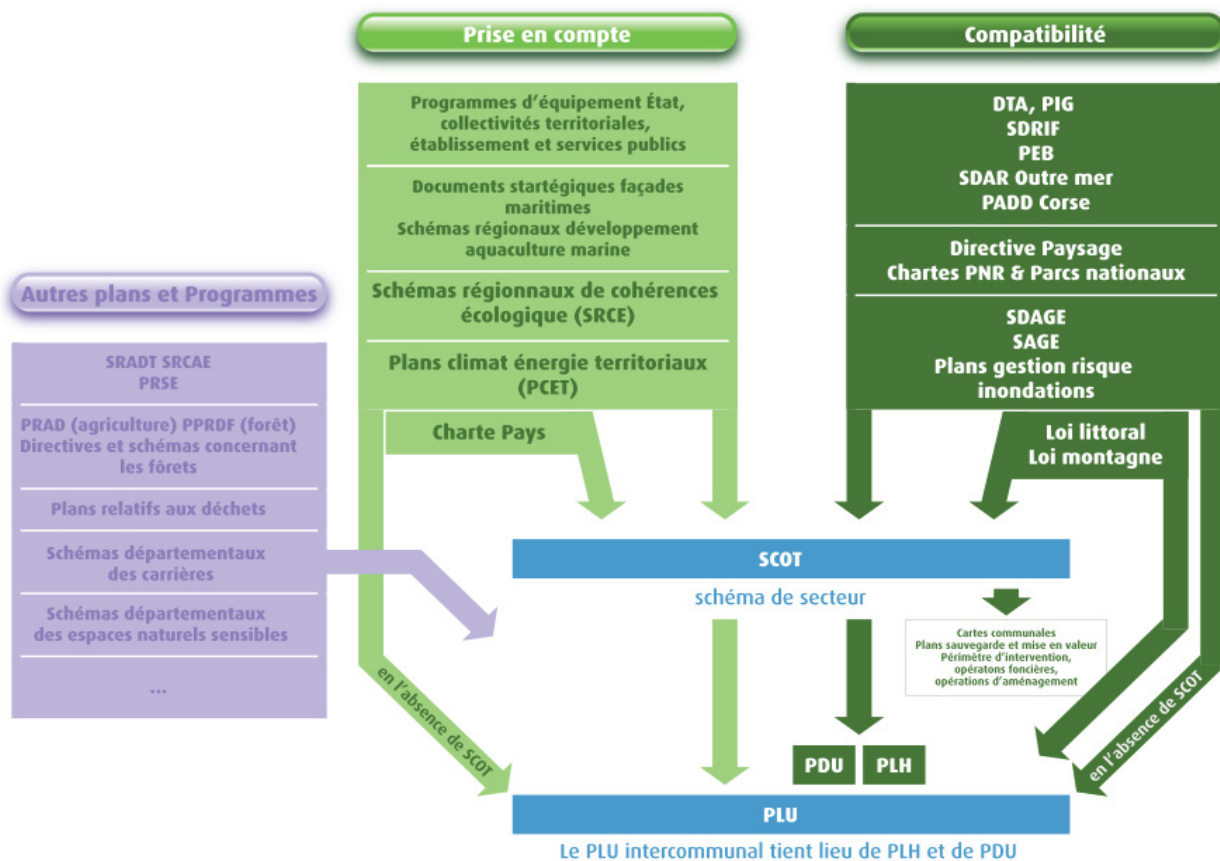 Prise en compte
Programmes d'équipement État,
collectivités territoriales,
établissement et services publics
Documents startégiques façades
maritimes
Schémas régionaux développement
aquaculture marine
Schémas régionnaux de cohérences
écologique (SRCE)
Plans climat énergie territoriaux
(PCET)
Charte Pays
Compatibilité
DTA, PIG
SDRIF
PEB
SDAR Outre mer
PADD Corse
Directive Paysage
Chartes PNR & Parcs nationaux
SDAGE
SAGE
Plans gestion risque
inondations
Loi littoral
Loi montagne
Autres plans et Programmes
SRADT SRCAE
PRSE
PRAD (agriculture) PPRDF (forêt)
Directives et schémas concernant
les fôrets
Plans relatifs aux déchets
Schémas départementaux
des carrières
Schémas départementaux
des espaces naturels sensibles
...
SCOT
schéma de secteur
Cartes communales
Plans sauvegarde et mise en valeur
Périmètre d'intervention,
opératons foncières,
opérations d'aménagement
en l'absence de SCOT
en l'absence de SCOT
PDU
PLH
PLU
Le PLU intercommunal tient lieu de PLH et de PDU